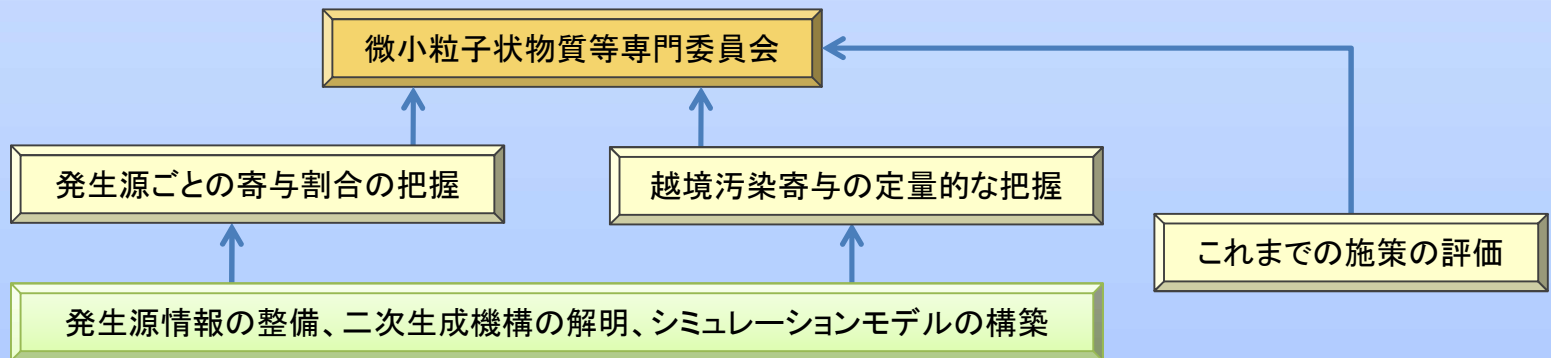 微小粒子状物質等専門委員会
発生源ごとの寄与割合の把握
越境汚染寄与の定量的な把握
これまでの施策の評価
発生源情報の整備、二次生成機構の解明、シミュレーションモデルの構築